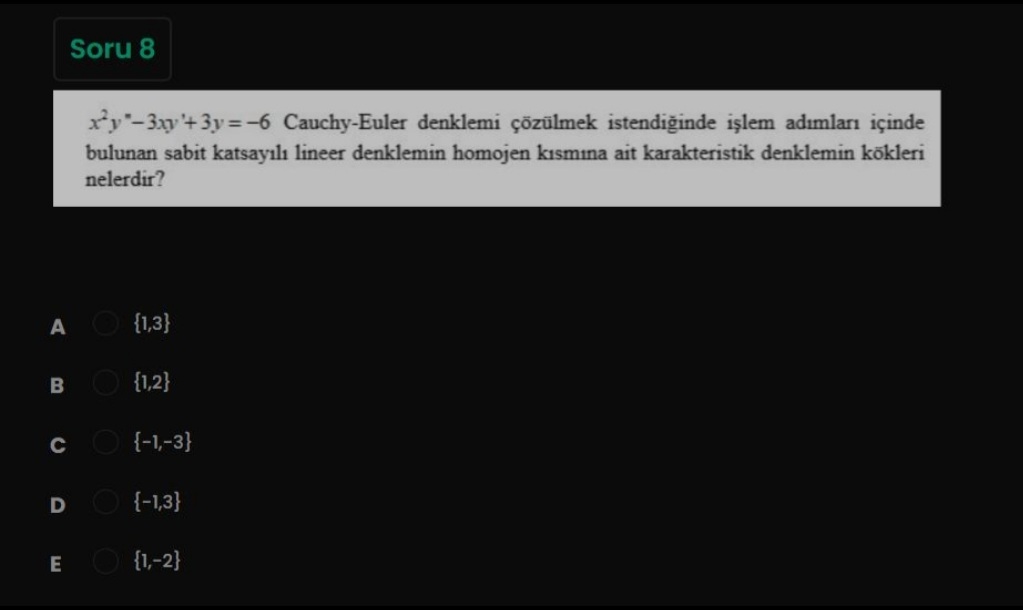 Soru 8
x²y"−3xy'+3y=−6 Cauchy-Euler denklemi çözülmek istendiğinde işlem adımları içinde
bulunan sabit katsayılı lineer denklemin homojen kısmına ait karakteristik denklemin kökleri
nelerdir?
A {1,3}
B {1,2}
C {-1,-3}
D {-1,3}
E {1,-2}